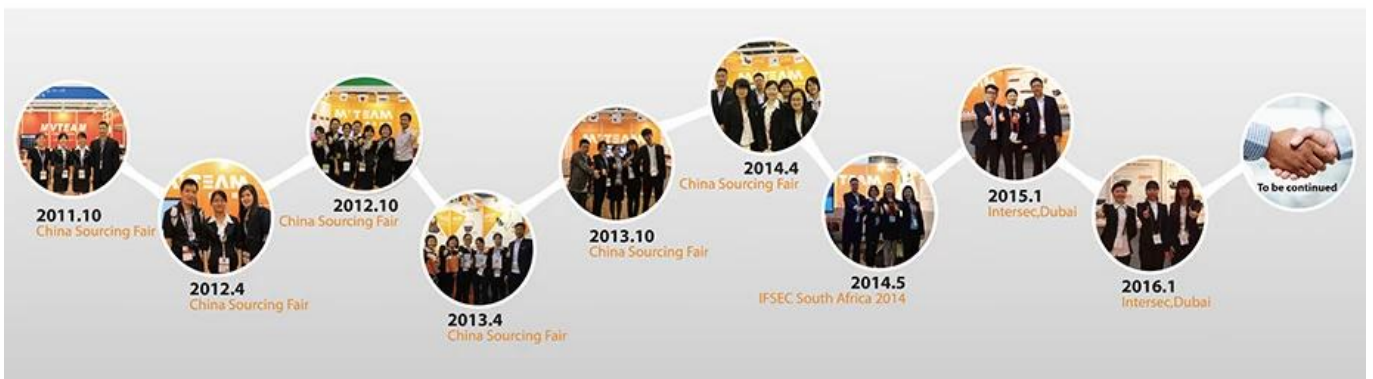 MVTEAM
2011.10
China Sourcing Fair
2012.4
China Sourcing Fair
MVTEAM
2012.10
China Sourcing Fair
2013.4
China Sourcing Fair
2013.10
China Sourcing Fair
2014.4
China Sourcing Fair
2014.5
IFSEC South Africa 2014
2015.1
Intersec,Dubai
2016.1
Intersec,Dubai
To be continued